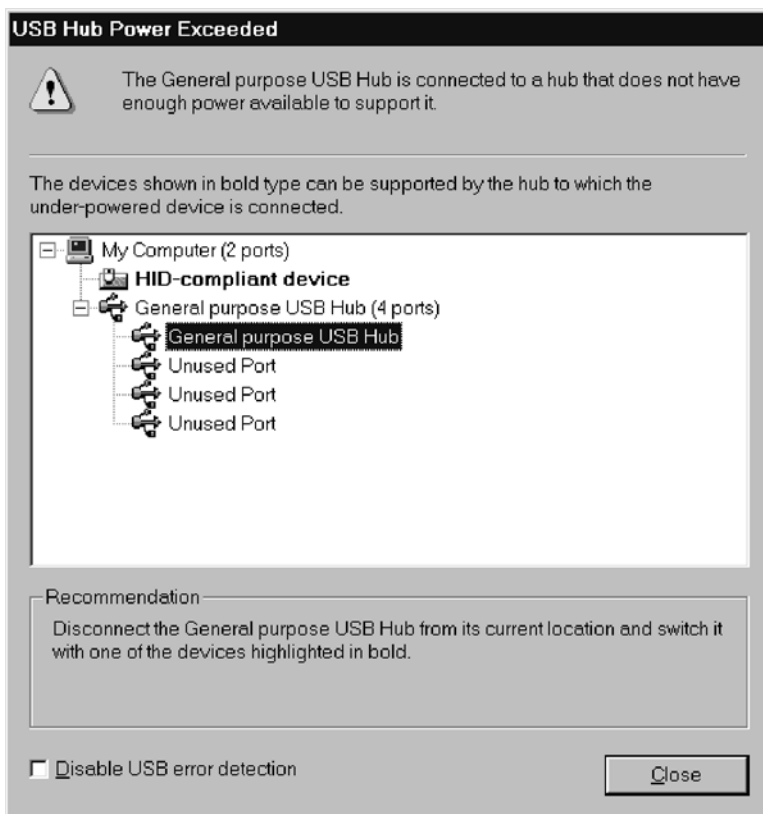 USB Hub Power Exceeded
The General purpose USB Hub is connected to a hub that does not have
enough power available to support it.
The devices shown in bold type can be supported by the hub to which the
under-powered device is connected.
My Computer (2 ports)
HID-compliant device
General purpose USB Hub (4 ports)
General purpose USB Hub
Unused Port
Unused Port
Unused Port
Recommendation
Disconnect the General purpose USB Hub from its current location and switch it
with one of the devices highlighted in bold.
Disable USB error detection
Close